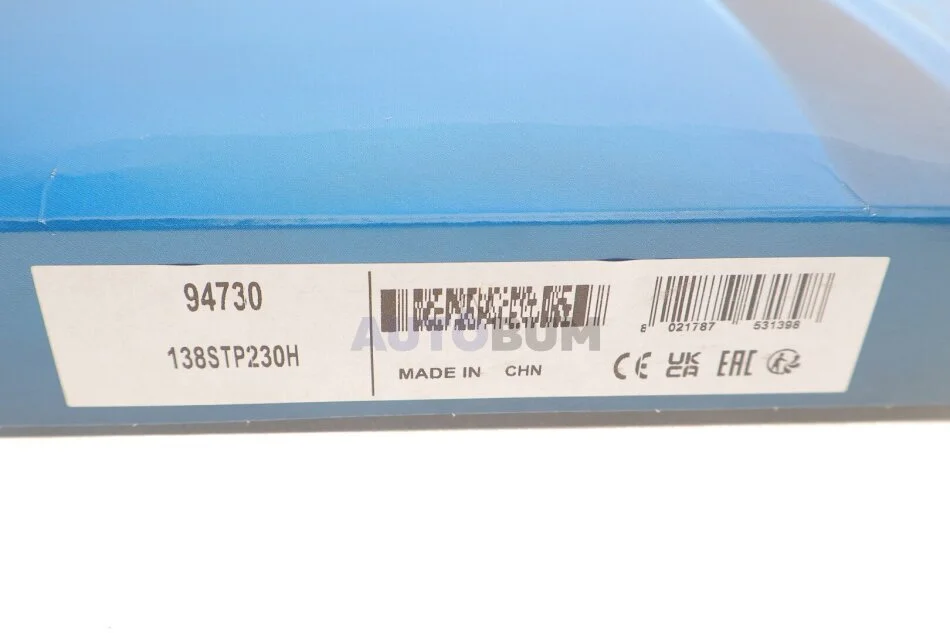 94730
138STP230H
AUTOBUM
MADE IN CHN
8 021787 531398
CE UK CA EAC